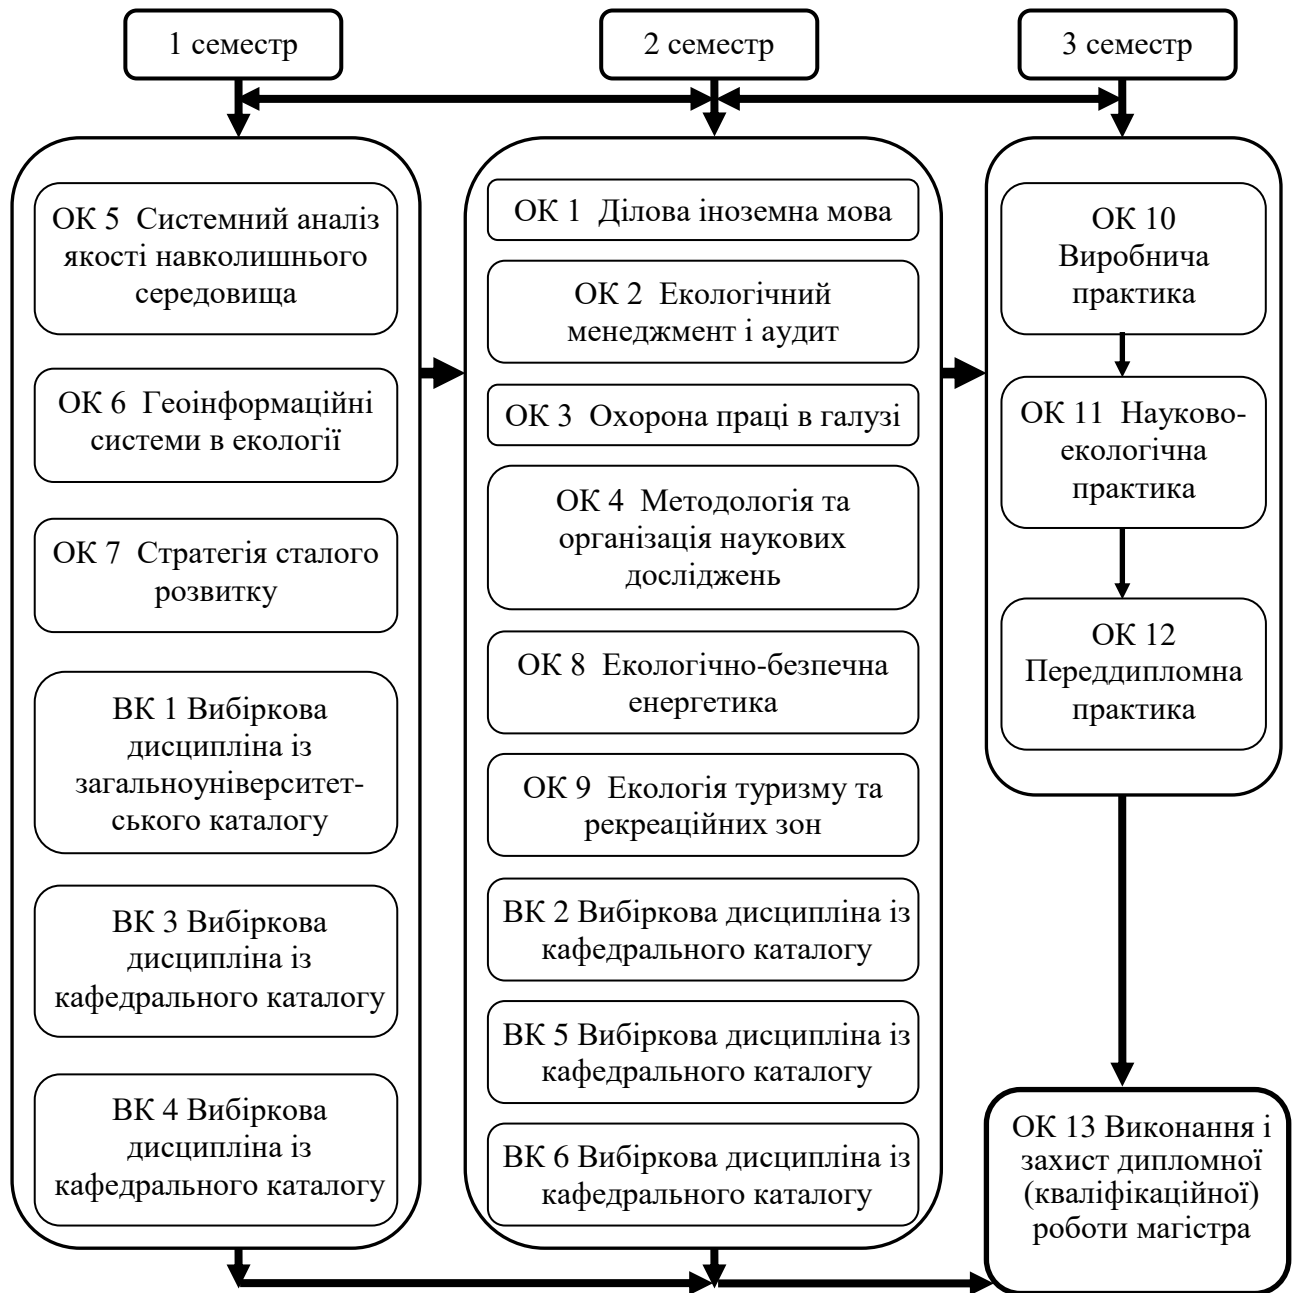 1 семестр
2 семестр
3 семестр
ОК 5 Системний аналіз
якості навколишнього
середовища
ОК 6 Геоінформаційні
системи в екології
ОК 7 Стратегія сталого
розвитку
ВК 1 Вибіркова
дисципліна із
загальноуніверситет-
ського каталогу
ВК 3 Вибіркова
дисципліна із
кафедрального каталогу
ВК 4 Вибіркова
дисципліна із
кафедрального каталогу
ОК 1 Ділова іноземна мова
ОК 2 Екологічний
менеджмент і аудит
ОК 3 Охорона праці в галузі
ОК 4 Методологія та
організація наукових
досліджень
ОК 8 Екологічно-безпечна
енергетика
ОК 9 Екологія туризму та
рекреаційних зон
ВК 2 Вибіркова дисципліна із
кафедрального каталогу
ВК 5 Вибіркова дисципліна із
кафедрального каталогу
ВК 6 Вибіркова дисципліна із
кафедрального каталогу
ОК 10
Виробнича
практика
ОК 11 Науково-
екологічна
практика
ОК 12
Переддипломна
практика
ОК 13 Виконання і
захист дипломної
(кваліфікаційної)
роботи магістра